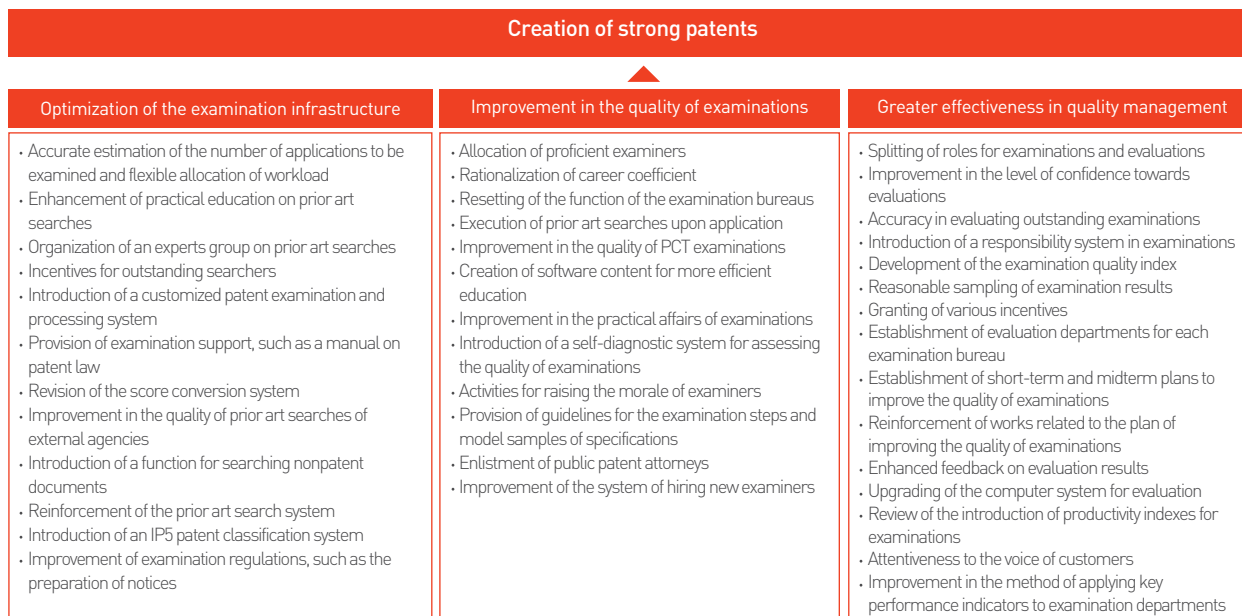 Creation of strong patents
Optimization of the examination infrastructure
· Accurate estimation of the number of applications to be
examined and flexible allocation of workload
· Enhancement of practical education on prior art
searches
· Organization of an experts group on prior art searches
· Incentives for outstanding searchers
· Introduction of a customized patent examination and
processing system
· Provision of examination support, such as a manual on
patent law
· Revision of the score conversion system
· Improvement in the quality of prior art searches of
external agencies
· Introduction of a function for searching nonpatent
documents
· Reinforcement of the prior art search system
· Introduction of an IP5 patent classification system
· Improvement of examination regulations, such as the
preparation of notices
Improvement in the quality of examinations
· Allocation of proficient examiners
· Rationalization of career coefficient
· Resetting of the function of the examination bureaus
· Execution of prior art searches upon application
· Improvement in the quality of PCT examinations
· Creation of software content for more efficient
education
· Improvement in the practical affairs of examinations
· Introduction of a self-diagnostic system for assessing
the quality of examinations
· Activities for raising the morale of examiners
· Provision of guidelines for the examination steps and
model samples of specifications
· Enlistment of public patent attorneys
· Improvement of the system of hiring new examiners
Greater effectiveness in quality management
· Splitting of roles for examinations and evaluations
· Improvement in the level of confidence towards
evaluations
· Accuracy in evaluating outstanding examinations
· Introduction of a responsibility system in examinations
· Development of the examination quality index
· Reasonable sampling of examination results
· Granting of various incentives
· Establishment of evaluation departments for each
examination bureau
· Establishment of short-term and midterm plans to
improve the quality of examinations
· Reinforcement of works related to the plan of
improving the quality of examinations
· Enhanced feedback on evaluation results
· Upgrading of the computer system for evaluation
· Review of the introduction of productivity indexes for
examinations
· Attentiveness to the voice of customers
· Improvement in the method of applying key
performance indicators to examination departments